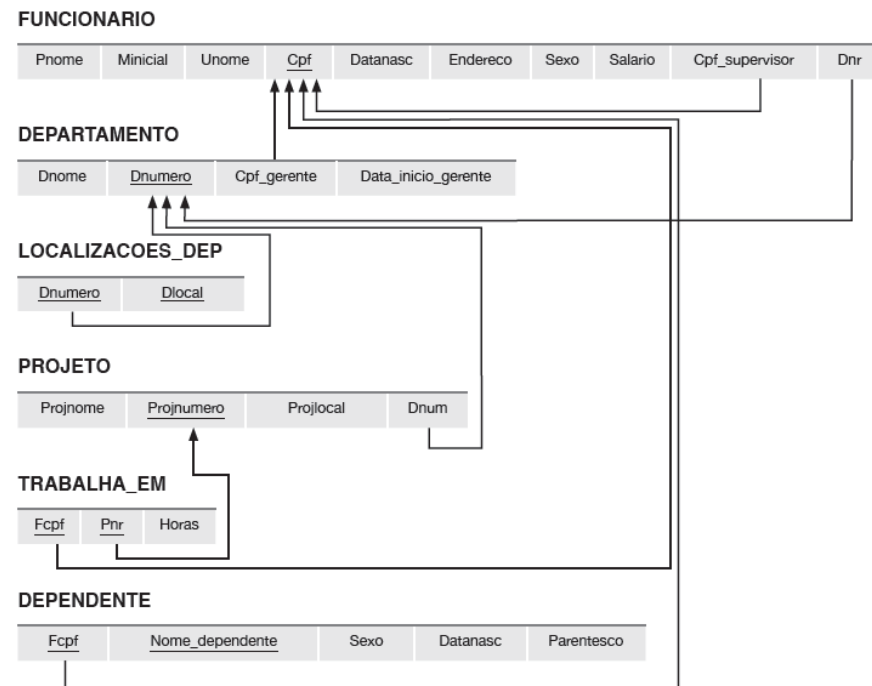 FUNCIONARIO
Pnome Minicial Unome Cpf Datanasc Endereco Sexo Salario Cpf_supervisor Dnr
DEPARTAMENTO
Dnome Dnumero Cpf_gerente Data_inicio_gerente
LOCALIZACOES_DEP
Dnumero Dlocal
PROJETO
Projnome Projnumero Projlocal Dnum
TRABALHA_EM
Fcpf Pnr Horas
DEPENDENTE
Fcpf Nome_dependente Sexo Datanasc Parentesco